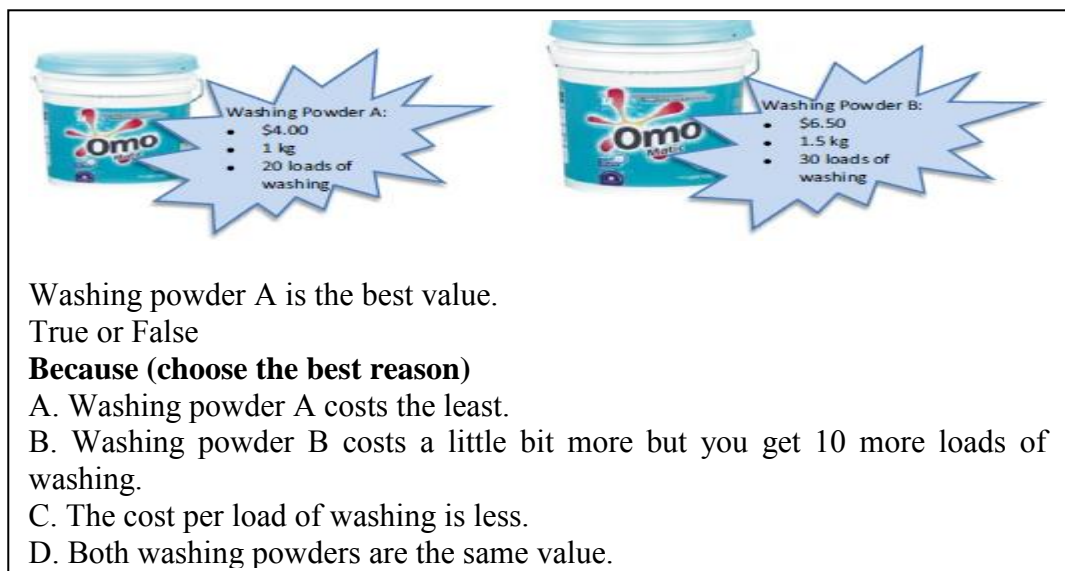 Washing Powder A:
• $4.00
• 1 kg
• 20 loads of
washing
Omo
Matic
Washing Powder B:
• $6.50
• 1.5 kg
• 30 loads of
washing
Omo
Matic
Washing powder A is the best value.
True or False
Because (choose the best reason)
A. Washing powder A costs the least.
B. Washing powder B costs a little bit more but you get 10 more loads of
washing.
C. The cost per load of washing is less.
D. Both washing powders are the same value.